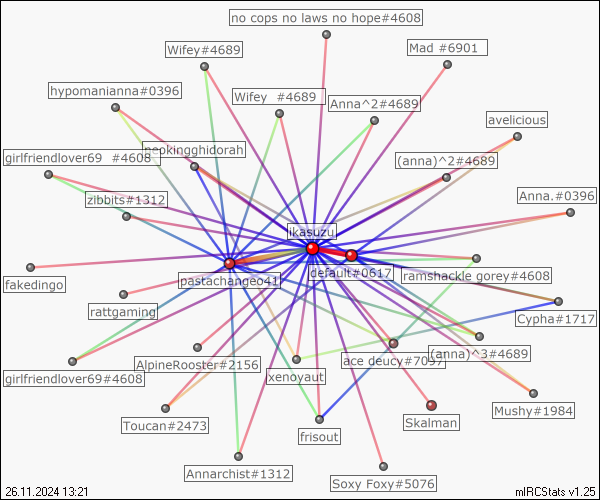 no cops no laws no hope#4608
Wifey#4689
Mad #6901
hypomanianna#0396
Wifey #4689
Anna^2#4689
avelicious
neokingghidorah
girlfriendlover69 #4608
(anna)^2#4689
zibbits#1312
Anna.#0396
ikasuzu
fakedingo
pastachangeo41
default#0617
ramshackle gorey#4608
rattgaming
Cypha#1717
AlpineRooster#2156
ace deucy#7097
(anna)^3#4689
girlfriendlover69#4608
xenoyaut
Mushy#1984
Toucan#2473
Skalman
frisout
Annarchist#1312
Soxy Foxy#5076
26.11.2024 13:21
mIRCStats v1.25